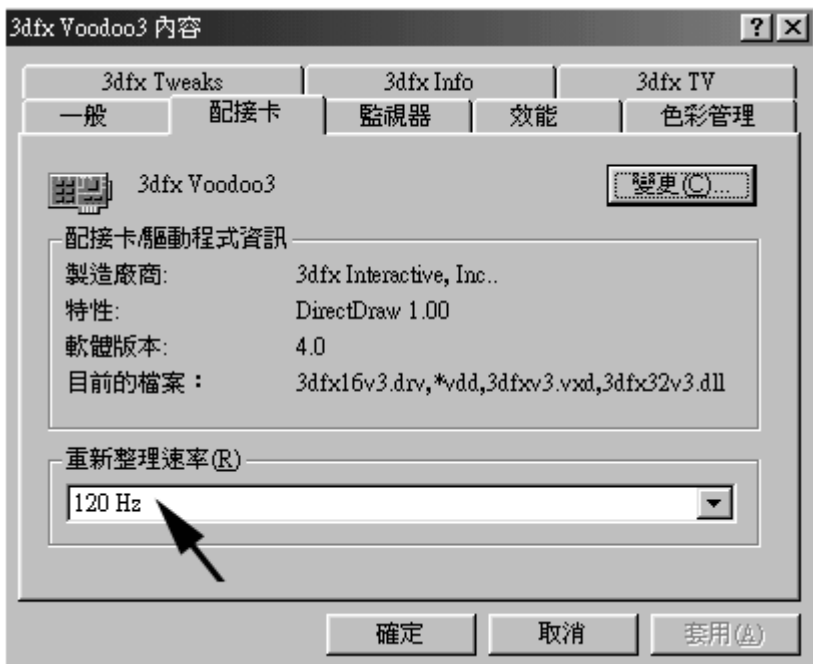 3dfx Voodoo3 內容
3dfx Tweaks 3dfx Info 3dfx TV
一般 配接卡 監視器 效能 色彩管理
3dfx Voodoo3 變更(C)...
配接卡/驅動程式資訊
製造廠商: 3dfx Interactive, Inc..
特性: DirectDraw 1.00
軟體版本: 4.0
目前的檔案： 3dfx16v3.drv,*vdd,3dfxv3.vxd,3dfx32v3.dll
重新整理速率(R)
120 Hz
確定 取消 套用(A)